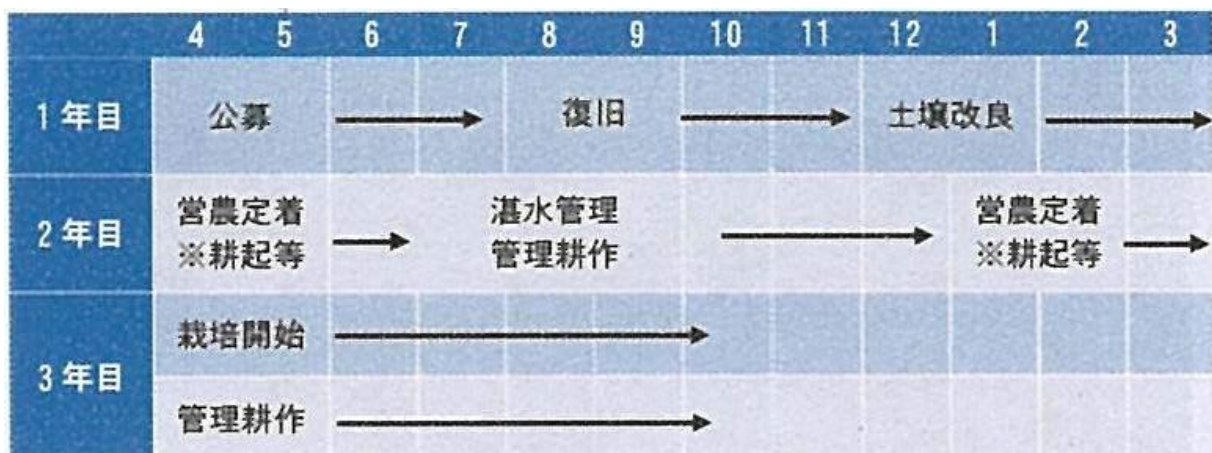 4 5 6 7 8 9 10 11 12 1 2 3
1年目 公募 復旧 土壌改良
2年目
営農定着 湛水管理 営農定着
※耕起等 管理耕作 ※耕起等
3年目
栽培開始
管理耕作